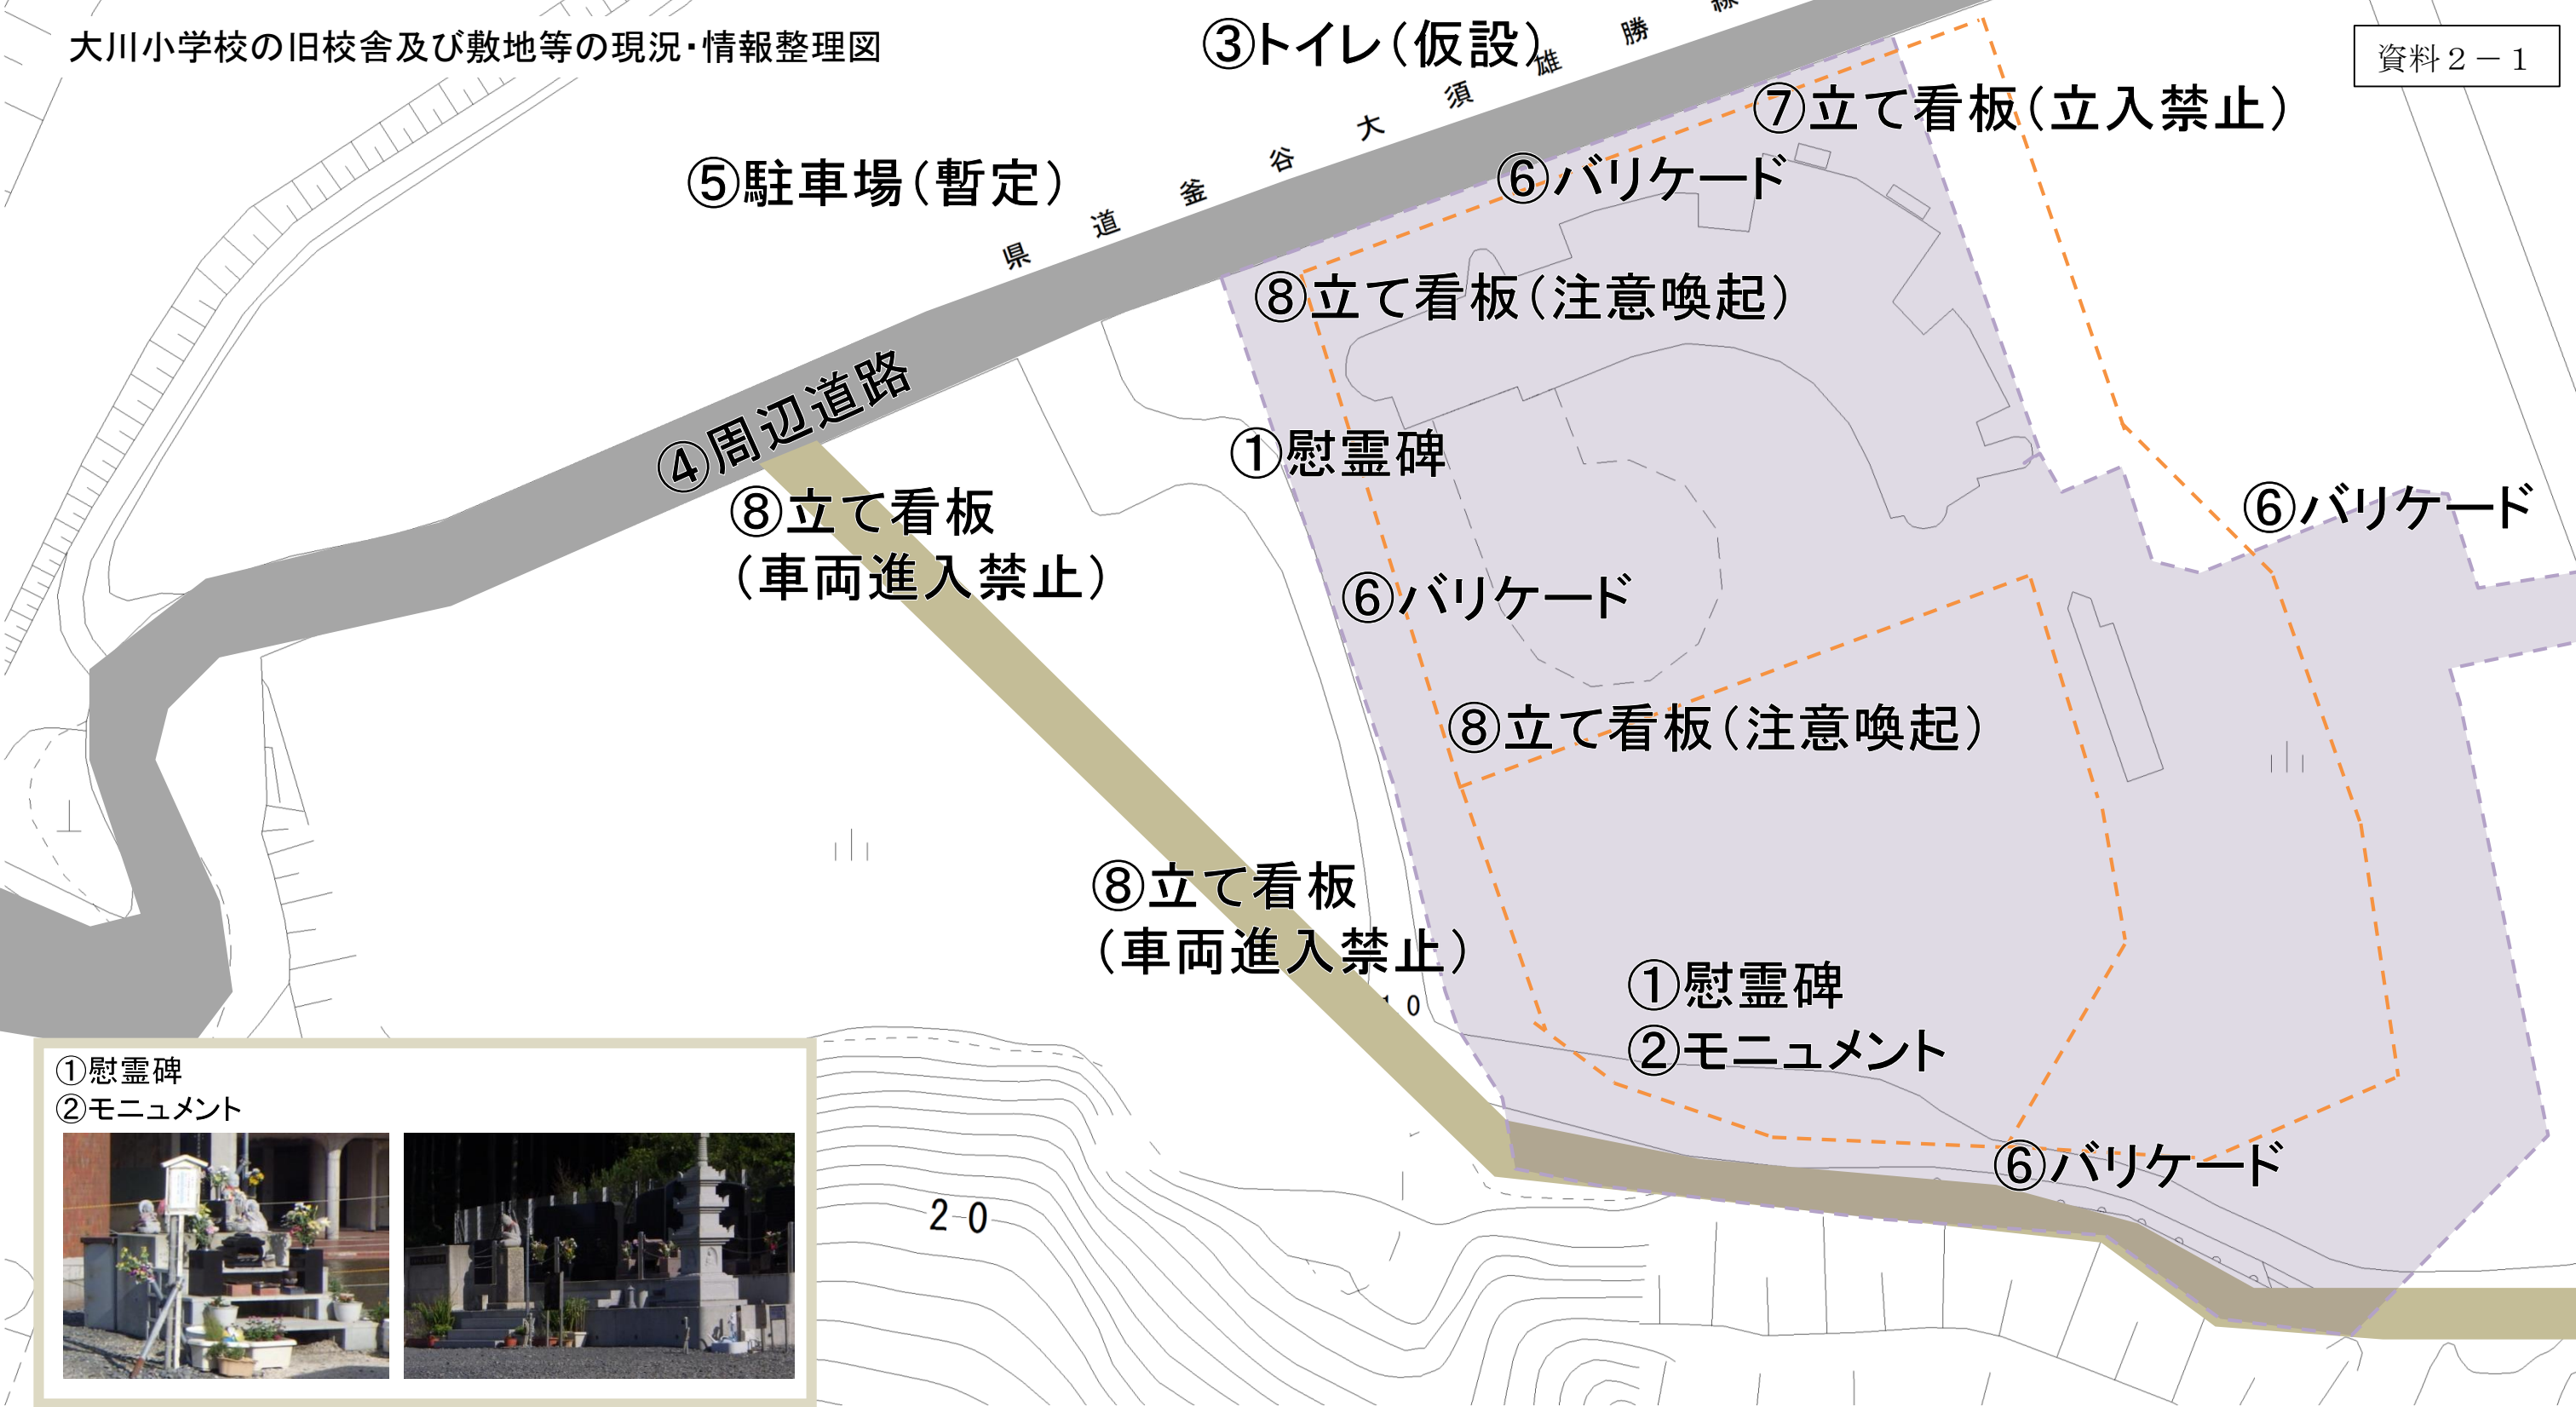 大川小学校の旧校舎及び敷地等の現況・情報整理図
資料２－１
③トイレ（仮設）
県道釜谷大須雄勝線
⑦立て看板（立入禁止）
⑤駐車場（暫定）
⑥バリケード
⑧立て看板（注意喚起）
④周辺道路
①慰霊碑
⑧立て看板
（車両進入禁止）
⑥バリケード
⑥バリケード
⑧立て看板（注意喚起）
⑧立て看板
（車両進入禁止）
10
①慰霊碑
②モニュメント
⑥バリケード
①慰霊碑
②モニュメント
20